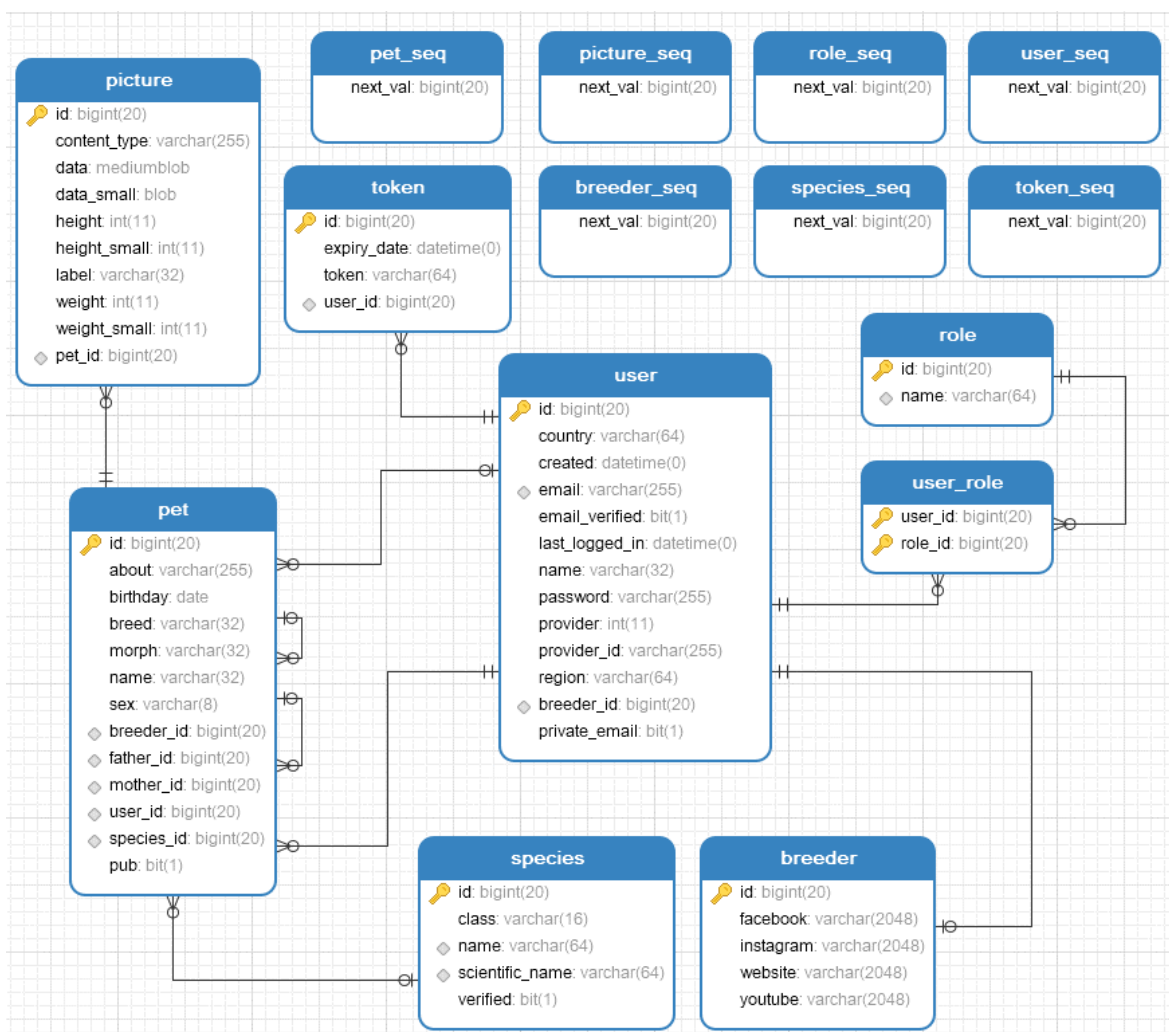 picture
id: bigint(20)
content_type: varchar(255)
data: mediumblob
data_small: blob
height: int(11)
height_small: int(11)
label: varchar(32)
weight: int(11)
weight_small: int(11)
pet_id: bigint(20)
pet_seq
next_val: bigint(20)
picture_seq
next_val: bigint(20)
role_seq
next_val: bigint(20)
user_seq
next_val: bigint(20)
token
id: bigint(20)
expiry_date: datetime(0)
token: varchar(64)
user_id: bigint(20)
breeder_seq
next_val: bigint(20)
species_seq
next_val: bigint(20)
token_seq
next_val: bigint(20)
role
id: bigint(20)
name: varchar(64)
user
id: bigint(20)
country: varchar(64)
created: datetime(0)
email: varchar(255)
email_verified: bit(1)
last_logged_in: datetime(0)
name: varchar(32)
password: varchar(255)
provider: int(11)
provider_id: varchar(255)
region: varchar(64)
breeder_id: bigint(20)
private_email: bit(1)
user_role
user_id: bigint(20)
role_id: bigint(20)
pet
id: bigint(20)
about: varchar(255)
birthday: date
breed: varchar(32)
morph: varchar(32)
name: varchar(32)
sex: varchar(8)
breeder_id: bigint(20)
father_id: bigint(20)
mother_id: bigint(20)
user_id: bigint(20)
species_id: bigint(20)
pub: bit(1)
species
id: bigint(20)
class: varchar(16)
name: varchar(64)
scientific_name: varchar(64)
verified: bit(1)
breeder
id: bigint(20)
facebook: varchar(2048)
instagram: varchar(2048)
website: varchar(2048)
youtube: varchar(2048)